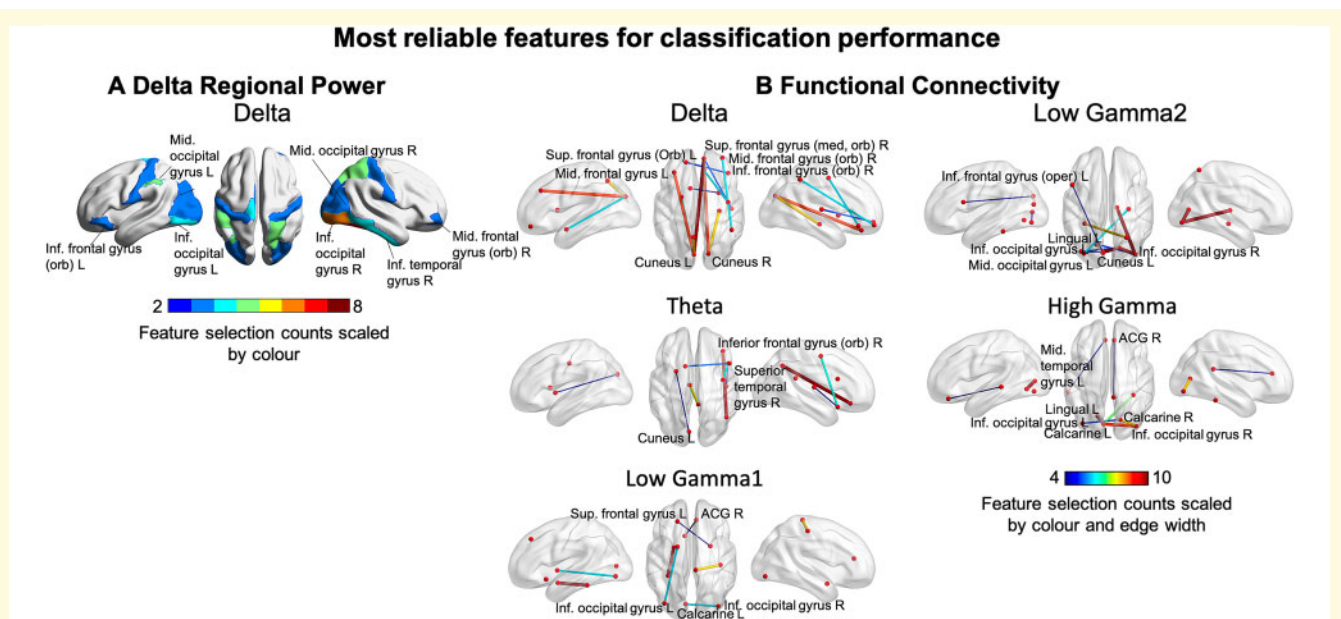 Most reliable features for classification performance
A Delta Regional Power
Delta
Mid.
occipital
gyrus L
Mid. occipital gyrus R
Inf. frontal gyrus
(orb) L
Inf.
occipital
gyrus L
Inf.
occipital
gyrus R
Inf. temporal
gyrus R
Mid. frontal
gyrus (orb) R
2
8
Feature selection counts scaled
by colour
B Functional Connectivity
Delta
Sup. frontal gyrus (Orb) L
Mid. frontal gyrus L
Sup. frontal gyrus (med, orb) R
Mid. frontal gyrus (orb) R
Inf. frontal gyrus (orb) R
Cuneus L
Cuneus R
Theta
Inferior frontal gyrus (orb) R
Superior
temporal
gyrus R
Cuneus L
Low Gamma1
Sup. frontal gyrus L
ACG R
Inf. occipital gyrus L
Calcarine L
Inf. occipital gyrus R
Low Gamma2
Inf. frontal gyrus (oper) L
Lingual L
Inf. occipital gyrus L
Mid. occipital gyrus L
Cuneus L
Inf. occipital gyrus R
High Gamma
ACG R
Mid.
temporal
gyrus L
Lingual L
Inf. occipital gyrus L
Calcarine L
Calcarine R
Inf. occipital gyrus R
4
10
Feature selection counts scaled
by colour and edge width